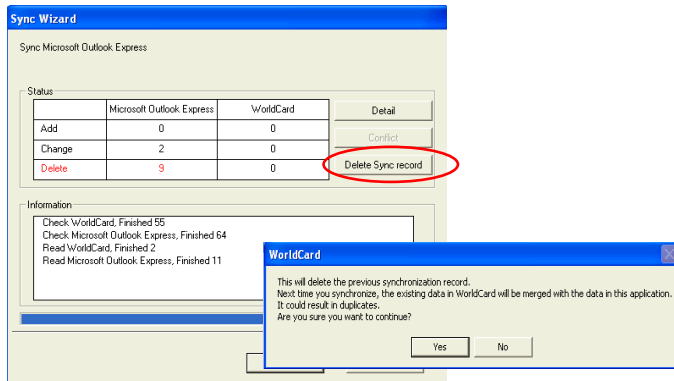 Sync Wizard
Sync Microsoft Outlook Express
Status
Microsoft Outlook Express WorldCard
Add 0 0
Change 2 0
Delete 9 0
Detail
Conflict
Delete Sync record
Information
Check WorldCard, Finished 55
Check Microsoft Outlook Express, Finished 64
Read WorldCard, Finished 2
Read Microsoft Outlook Express, Finished 11
WorldCard
This will delete the previous synchronization record.
Next time you synchronize, the existing data in WorldCard will be merged with the data in this application.
It could result in duplicates.
Are you sure you want to continue?
Yes No